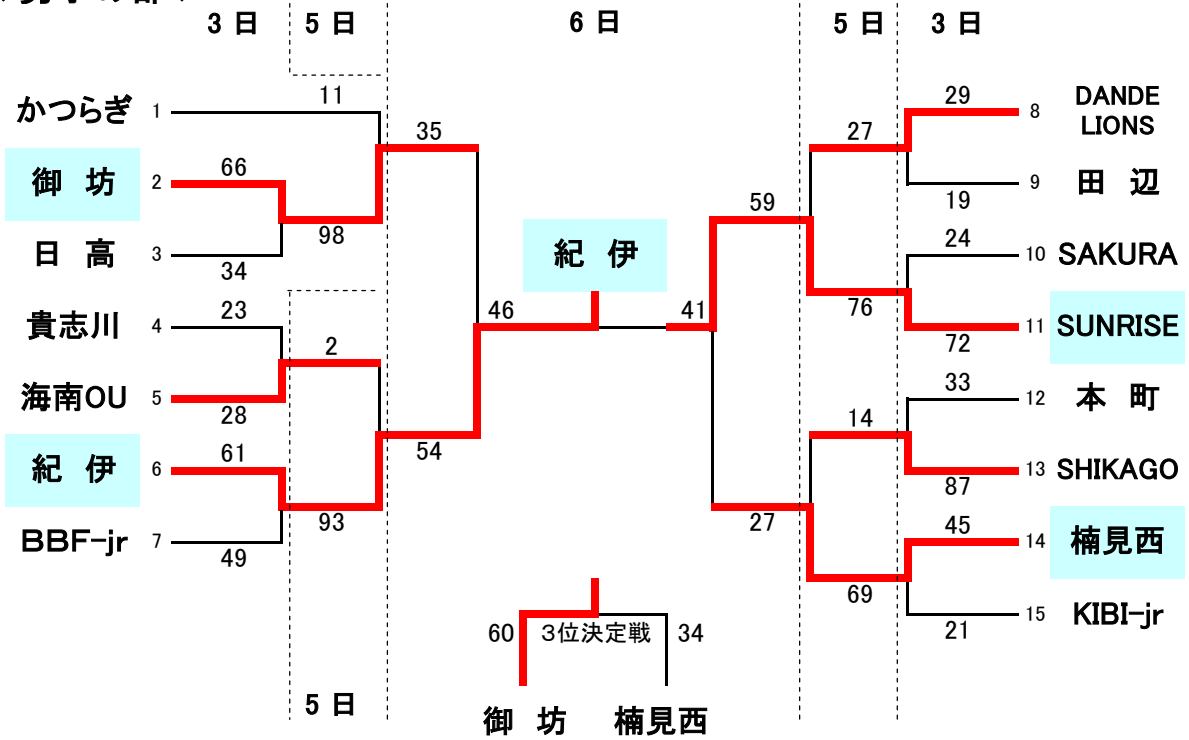 3 日 5 日 6 日 5 日 3 日
かつらぎ 1 11
御 坊 2 66
98
日 高 3 34
35
貴志川 4 23
2
海南OU 5 28
紀 伊 6 61
93
BBF-jr 7 49
54
46 紀 伊 41
59
27
29 8 DANDE
LIONS
27
19 9 田 辺
24 10 SAKURA
76
72 11 SUNRISE
33 12 本 町
14
87 13 SHIKAGO
45 14 楠見西
69
21 15 KIBI-jr
60 3位決定戦 34
御 坊 楠見西
5 日